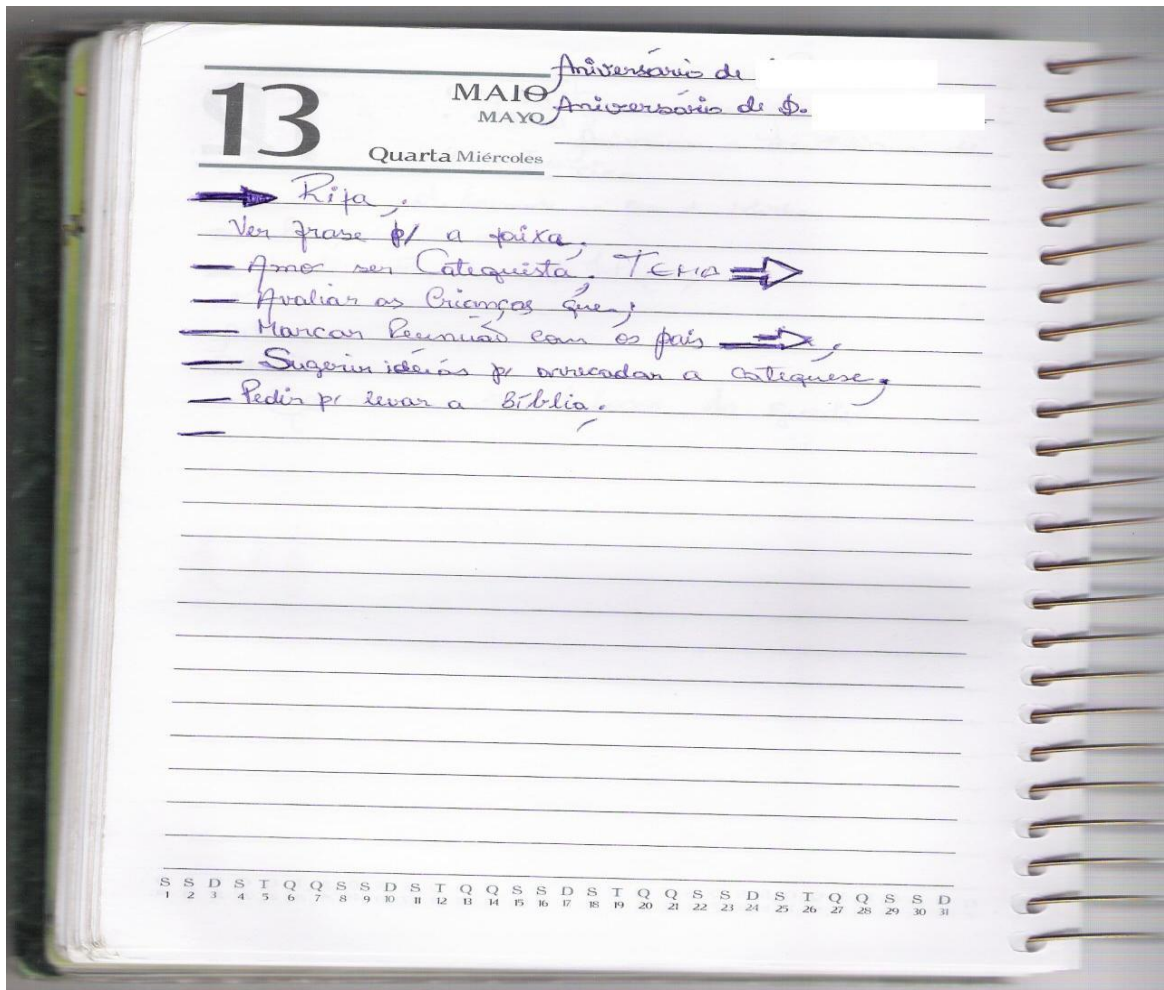 Aniversário de
13 MAIO Aniversário de D.
MAYO
Quarta Miércoles
Rifa;
Ver frase p/ a faixa;
— Amo ser Catequista. TEMA
— Avaliar as Crianças que;
— Marcar Reunião com os pais ;
— Sugerir idéias p/ arrecadar a catequese;
— Pedir p/ levar a Bíblia.
—
S S D S T Q Q S S D S T Q Q S S D S T Q Q S S D S T Q Q S S D
1 2 3 4 5 6 7 8 9 10 11 12 13 14 15 16 17 18 19 20 21 22 23 24 25 26 27 28 29 30 31